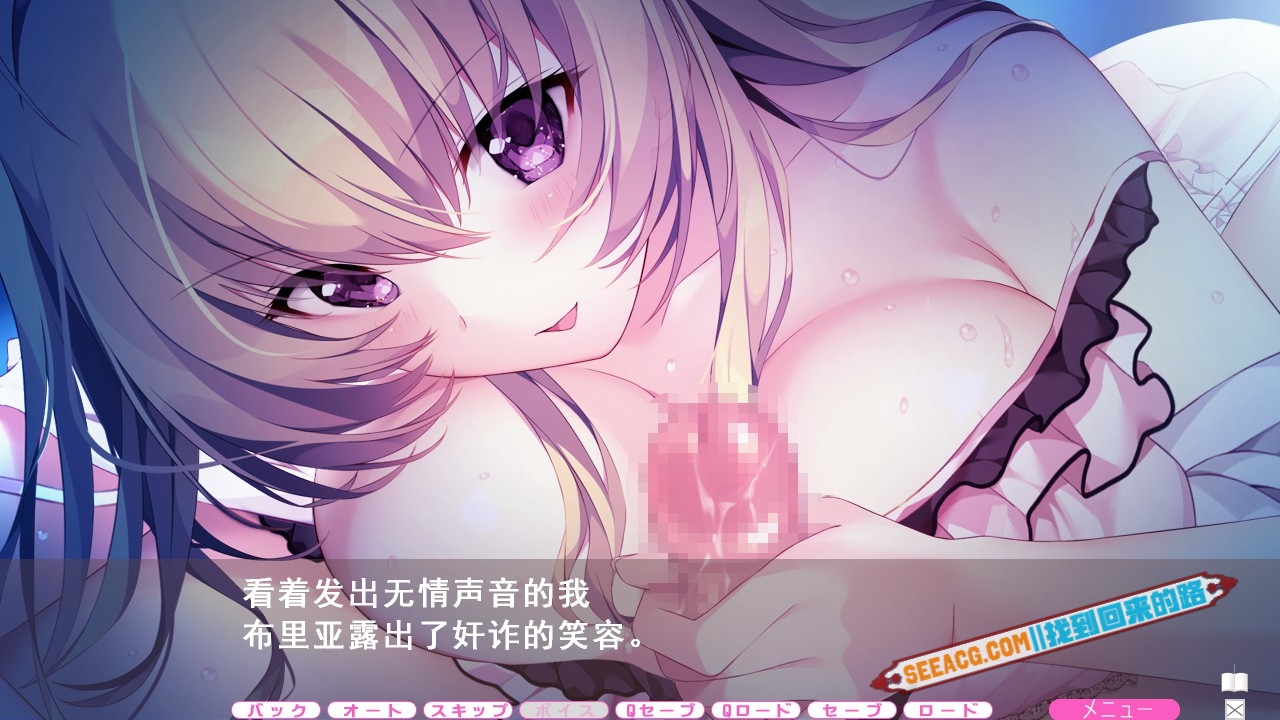 看着发出无情声音的我
布里亚露出了奸诈的笑容。
SEEACG.COM||找到回来的路
バック オート スキップ ボイス Qセーブ Qロード セーブ ロード メニュー